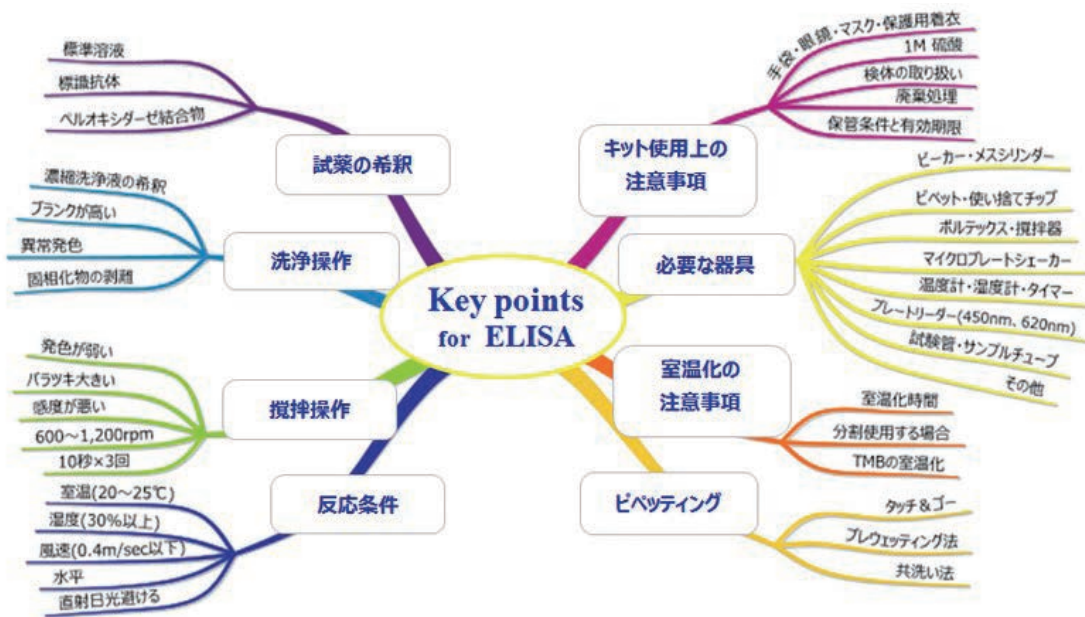 Key points
for ELISA
試薬の希釈
標準溶液
標識抗体
ペルオキシダーゼ結合物
洗浄操作
濃縮洗浄液の希釈
ブランクが高い
異常発色
固相化物の剥離
撹拌操作
発色が弱い
バラツキ大きい
感度が悪い
600～1,200rpm
10秒×3回
反応条件
室温(20～25℃)
湿度(30%以上)
風速(0.4m/sec以下)
水平
直射日光避ける
キット使用上の
注意事項
手袋・眼鏡・マスク・保護用着衣
1M 硫酸
検体の取り扱い
廃棄処理
保管条件と有効期限
必要な器具
ビーカー・メスシリンダー
ピペット・使い捨てチップ
ボルテックス・撹拌器
マイクロプレートシェーカー
温度計・湿度計・タイマー
プレートリーダー(450nm、620nm)
試験管・サンプルチューブ
その他
室温化の
注意事項
室温化時間
分割使用する場合
TMBの室温化
ピペッティング
タッチ＆ゴー
プレウェッティング法
共洗い法